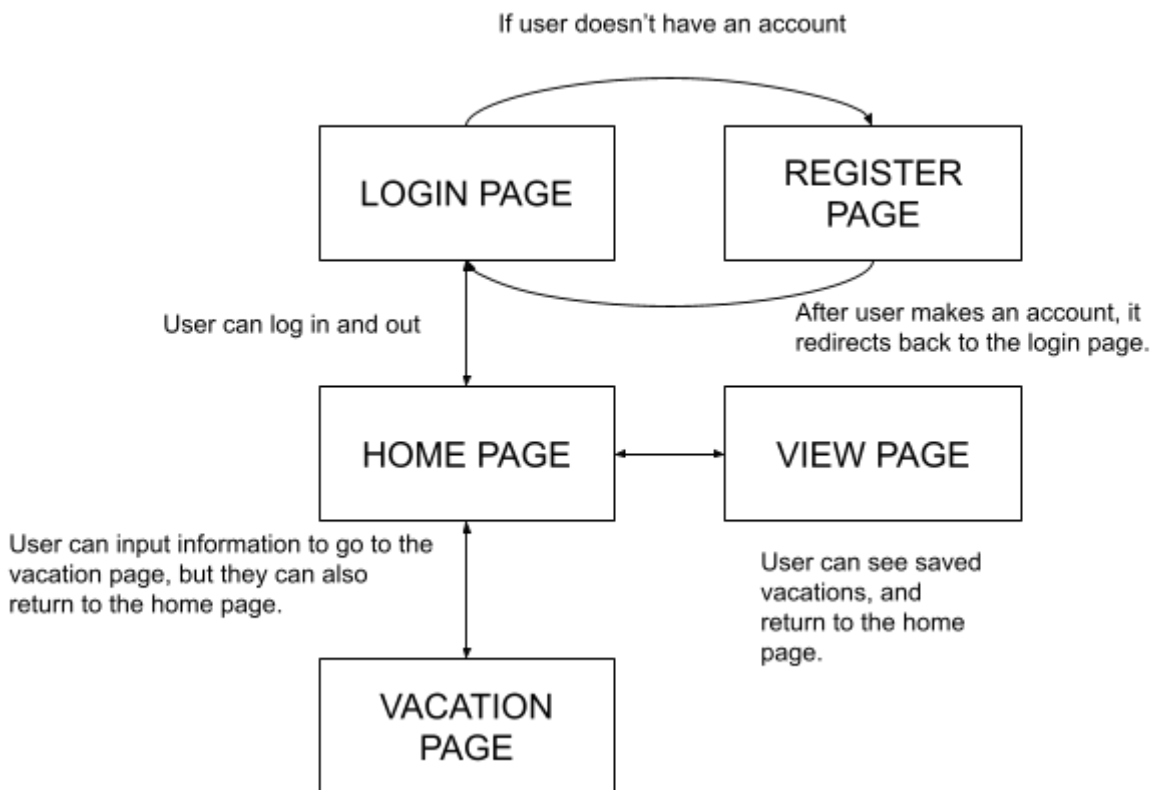 If user doesn't have an account
LOGIN PAGE
REGISTER
PAGE
User can log in and out
After user makes an account, it
redirects back to the login page.
HOME PAGE
VIEW PAGE
User can input information to go to the
vacation page, but they can also
return to the home page.
User can see saved
vacations, and
return to the home
page.
VACATION
PAGE